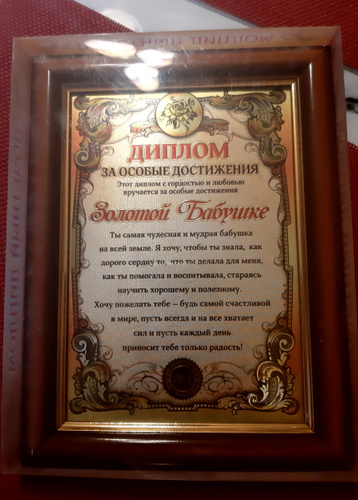 ДИПЛОМ
ЗА ОСОБЫЕ ДОСТИЖЕНИЯ
Этот диплом с гордостью и любовью
вручается за особые достижения
Золотой Бабушке
Ты самая чудесная и мудрая бабушка
на всей земле. Я хочу, чтобы ты знала, как
дорого сердцу то, что ты делала для меня,
как ты помогала и воспитывала, стараясь
научить хорошему и полезному.
Хочу пожелать тебе – будь самой счастливой
в мире, пусть всегда и на все хватает
сил и пусть каждый день
приносит тебе только радость!